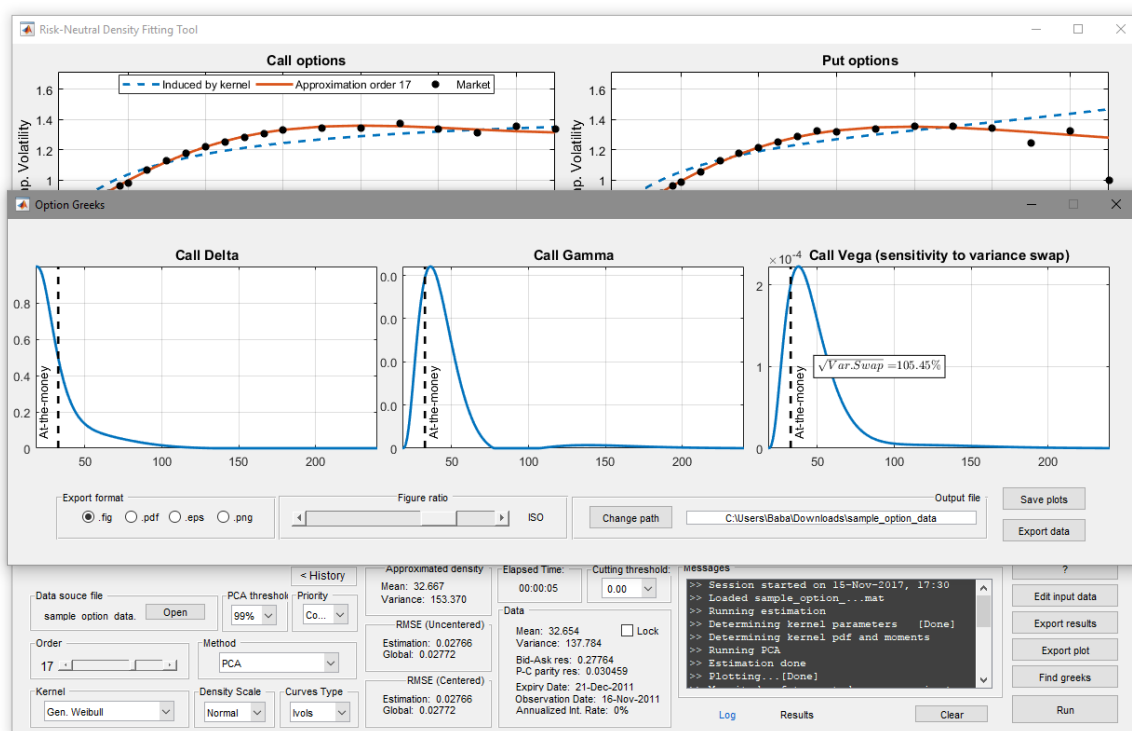 Risk-Neutral Density Fitting Tool
Call options
Put options
Induced by kernel
Approximation order 17
Market
1.6
1.4
1.2
1
mp. Volatility
1.6
1.4
1.2
1
mp. Volatility
Option Greeks
Call Delta
Call Gamma
Call Vega (sensitivity to variance swap)
0.8
0.6
0.4
0.2
0
At-the-money
50
100
150
200
0.0
0.0
0.0
0.0
0
At-the-money
50
100
150
200
×10⁻⁴
2
1
0
√Var.Swap =105.45%
At-the-money
50
100
150
200
Export format
.fig
.pdf
.eps
.png
Figure ratio
ISO
Output file
Change path
C:\Users\Baba\Downloads\sample_option_data
Save plots
Export data
< History
Data souce file
sample option data.
Open
PCA threshol
99%
Priority
Co...
Order
17
Method
PCA
Kernel
Gen. Weibull
Density Scale
Normal
Curves Type
Ivols
Approximated density
Mean: 32.667
Variance: 153.370
RMSE (Uncentered)
Estimation: 0.02766
Global: 0.02772
RMSE (Centered)
Estimation: 0.02766
Global: 0.02772
Elapsed Time:
00:00:05
Cutting threshold:
0.00
Data
Mean: 32.654
Lock
Variance: 137.784
Bid-Ask res: 0.27764
P-C parity res: 0.030459
Expiry Date: 21-Dec-2011
Observation Date: 16-Nov-2011
Annualized Int. Rate: 0%
Messages
>> Session started on 15-Nov-2017, 17:30
>> Loaded sample_option_...mat
>> Running estimation
>> Determining kernel parameters [Done]
>> Determining kernel pdf and moments
>> Running PCA
>> Estimation done
>> Plotting...[Done]
Log
Results
Clear
?
Edit input data
Export results
Export plot
Find greeks
Run